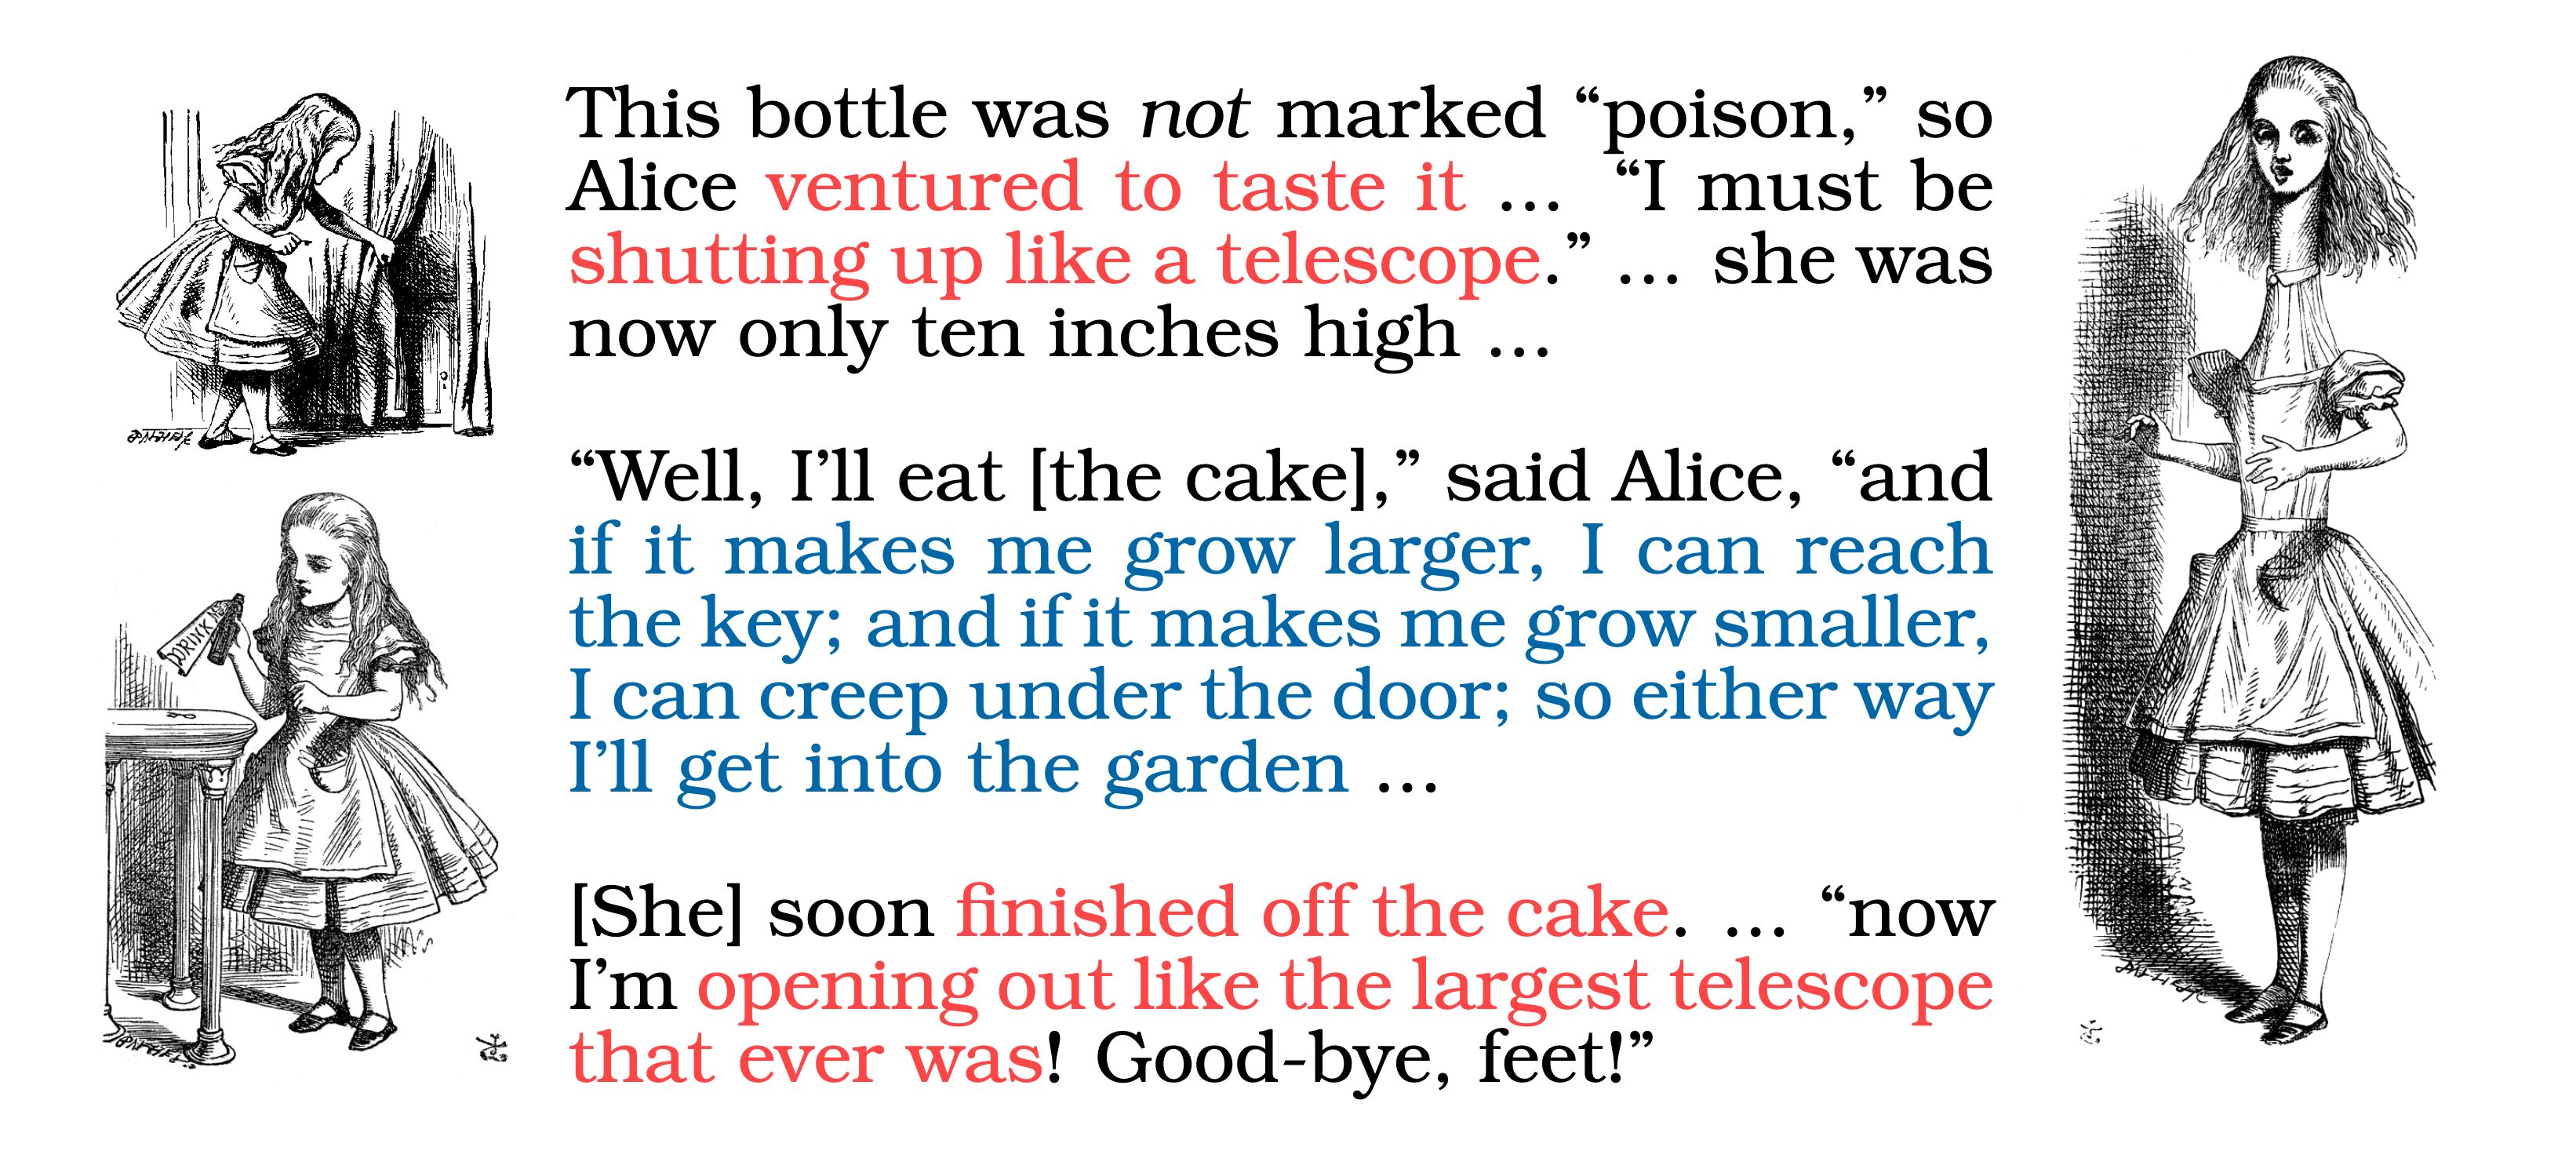 This bottle was not marked “poison,” so
Alice ventured to taste it ... “I must be
shutting up like a telescope.” ... she was
now only ten inches high ...
“Well, I’ll eat [the cake],” said Alice, “and
if it makes me grow larger, I can reach
the key; and if it makes me grow smaller,
I can creep under the door; so either way
I’ll get into the garden ...
[She] soon finished off the cake. ... “now
I’m opening out like the largest telescope
that ever was! Good-bye, feet!”
DRINK ME